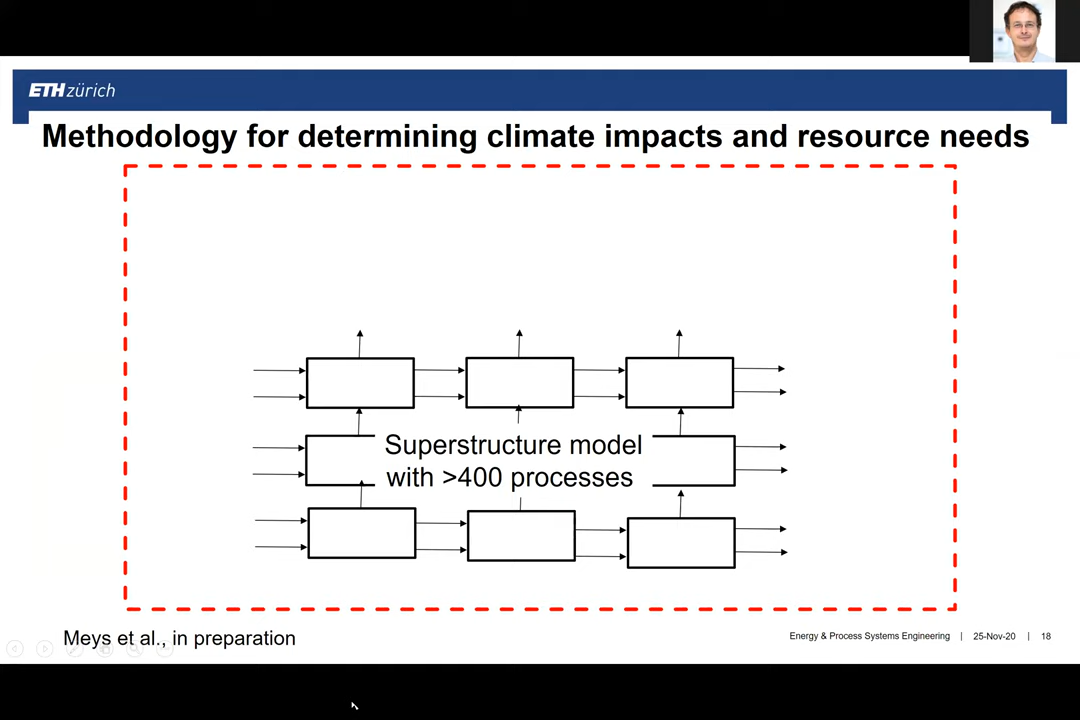 ETH zürich
Methodology for determining climate impacts and resource needs
Superstructure model
with >400 processes
Meys et al., in preparation
Energy & Process Systems Engineering | 25-Nov-20 | 18